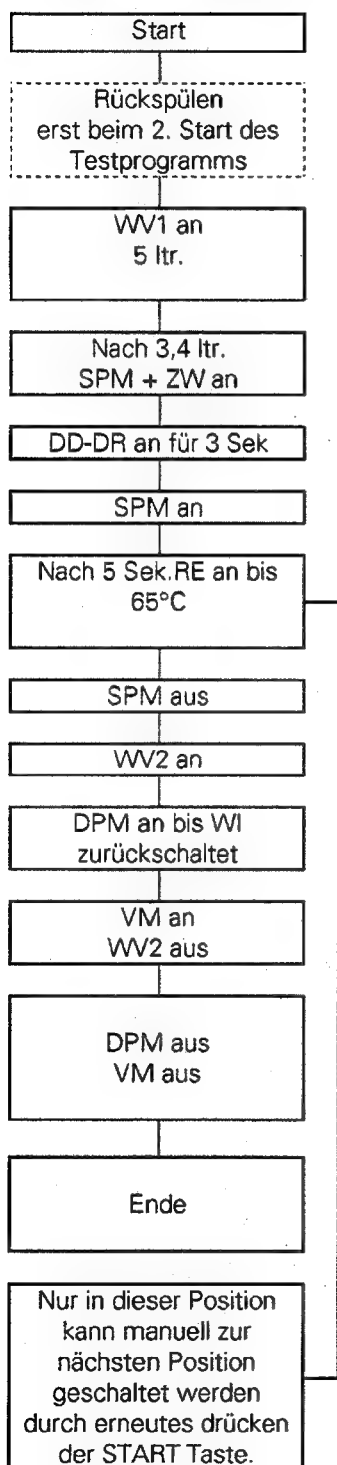 Start
Rückspülen
erst beim 2. Start des
Testprogramms
WV1 an
5 ltr.
Nach 3,4 ltr.
SPM + ZW an
DD-DR an für 3 Sek
SPM an
Nach 5 Sek.RE an bis
65°C
SPM aus
WV2 an
DPM an bis WI
zurückschaltet
VM an
WV2 aus
DPM aus
VM aus
Ende
Nur in dieser Position
kann manuell zur
nächsten Position
geschaltet werden
durch erneutes drücken
der START Taste.